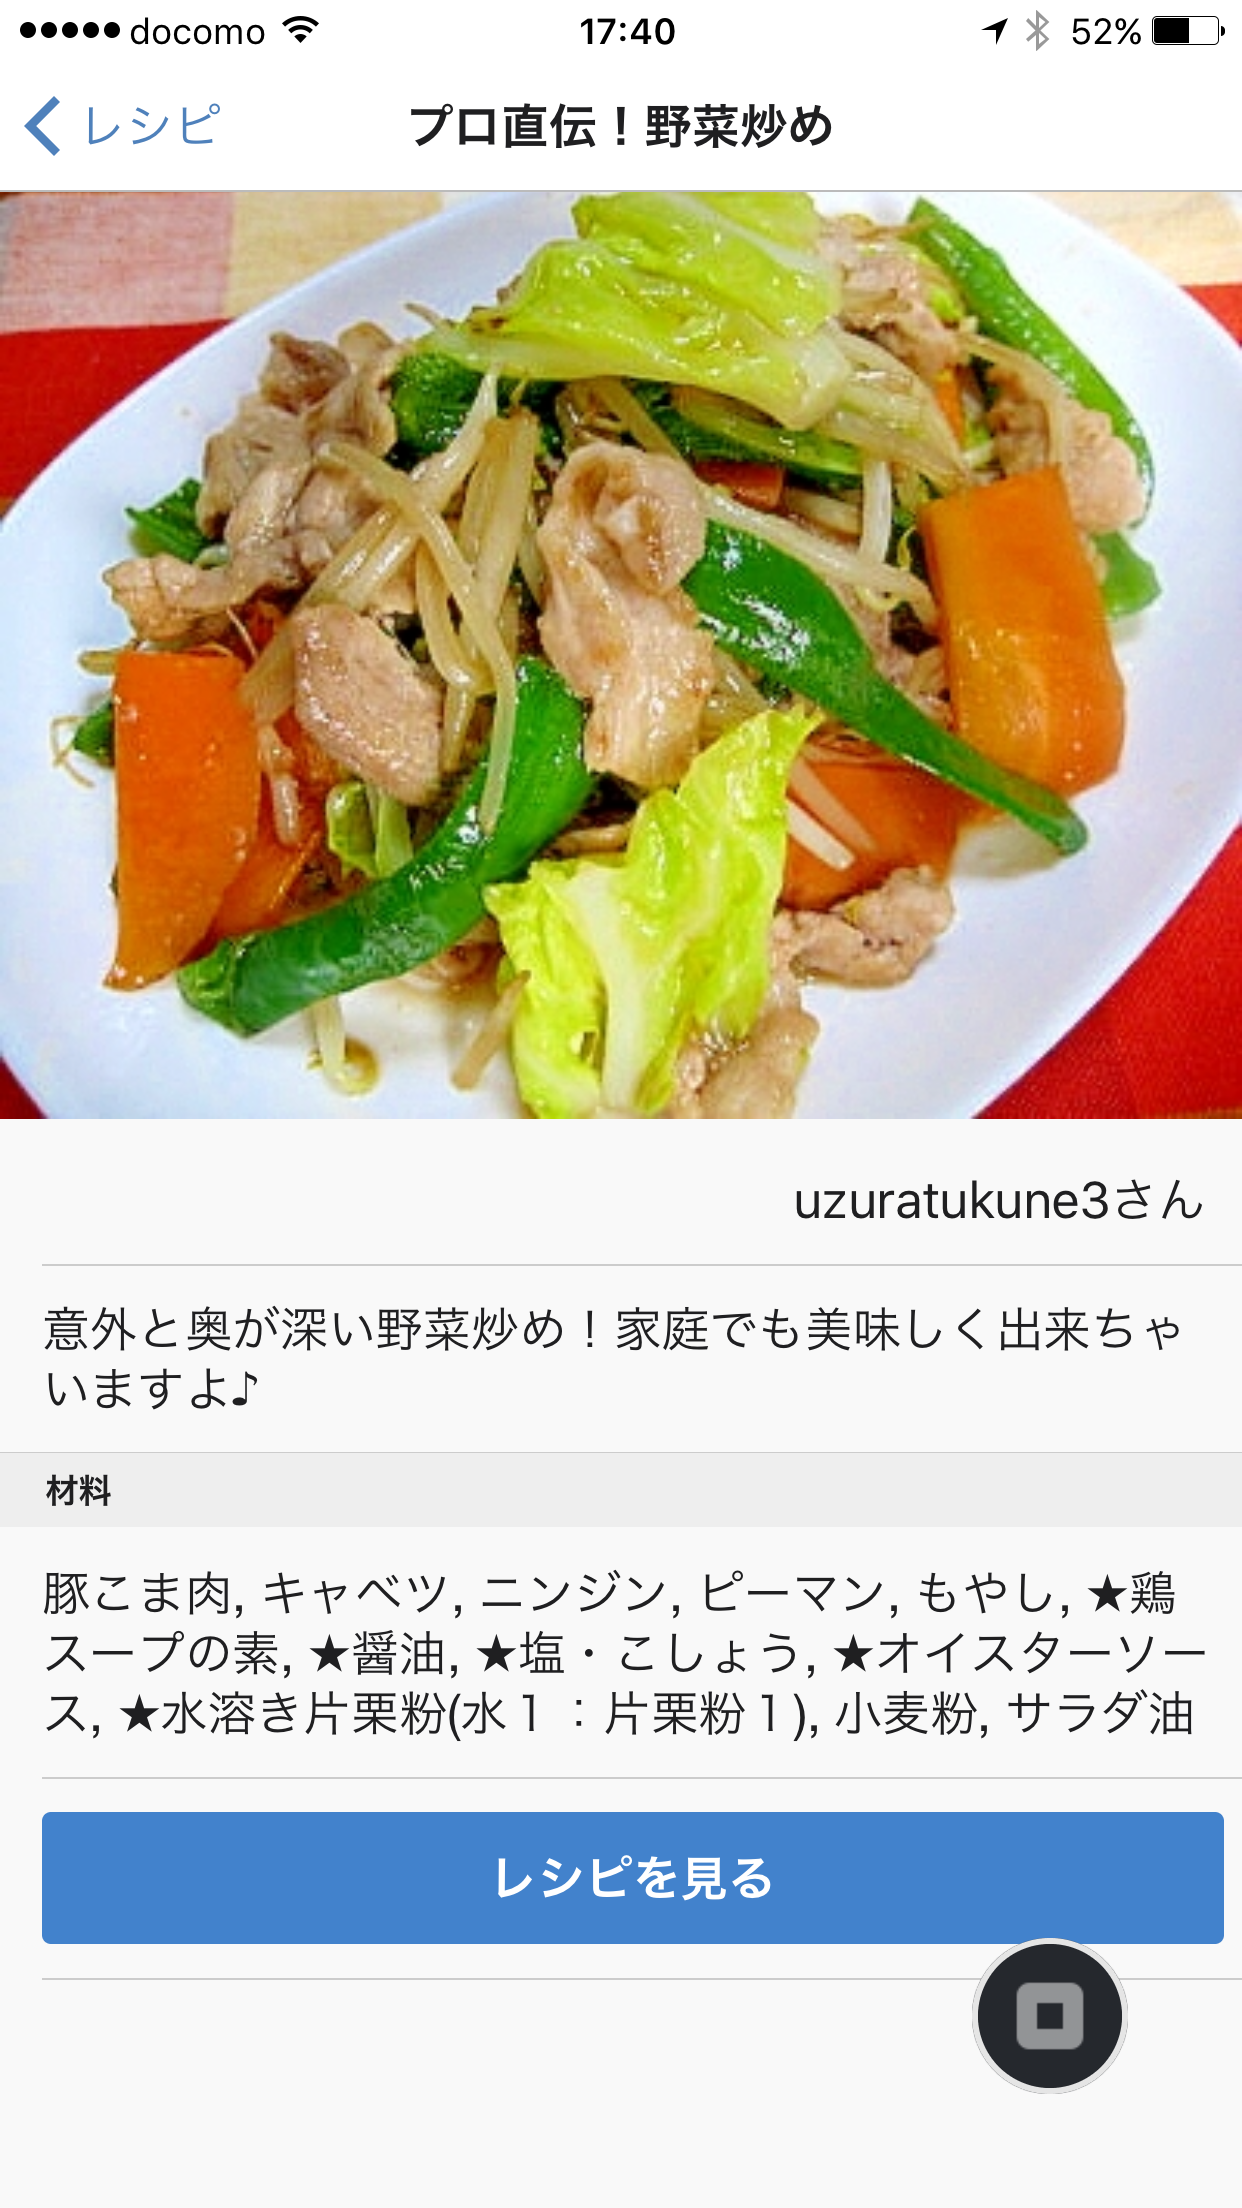 docomo 17:40 52%
レシピ プロ直伝！野菜炒め
uzuratukune3さん
意外と奥が深い野菜炒め！家庭でも美味しく出来ちゃ
いますよ♪
材料
豚こま肉, キャベツ, ニンジン, ピーマン, もやし, ★鶏
スープの素, ★醤油, ★塩・こしょう, ★オイスターソー
ス, ★水溶き片栗粉(水１：片栗粉１), 小麦粉, サラダ油
レシピを見る